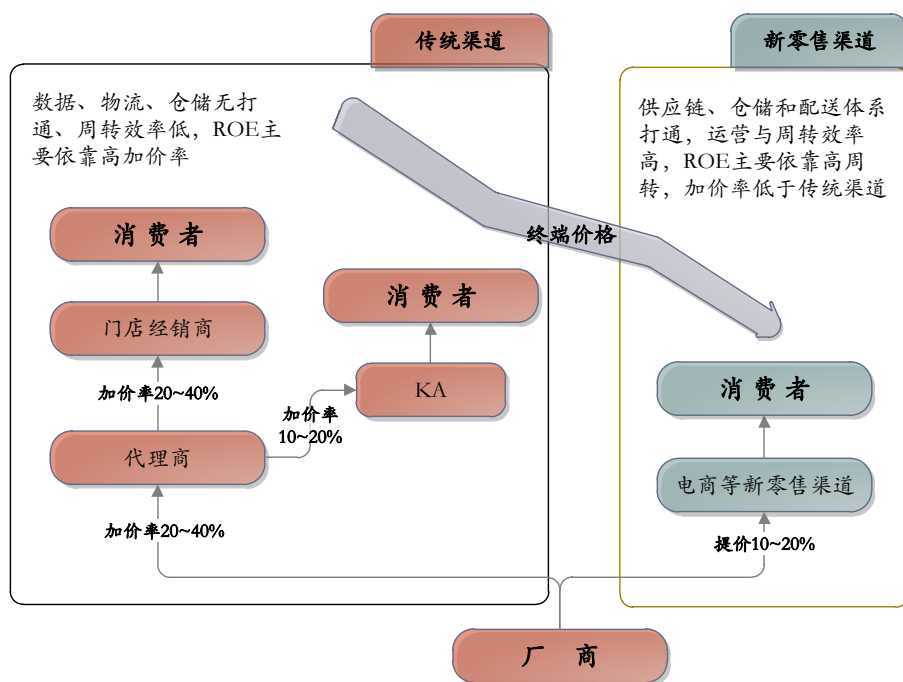 传统渠道
新零售渠道
数据、物流、仓储无打
通、周转效率低，ROE主
要依靠高加价率
供应链、仓储和配送体系
打通，运营与周转效率
高，ROE主要依靠高周
转，加价率低于传统渠道
终端价格
消费者
门店经销商
加价率20~40%
代理商
加价率20~40%
消费者
KA
加价率
10~20%
消费者
电商等新零售渠道
提价10~20%
厂 商